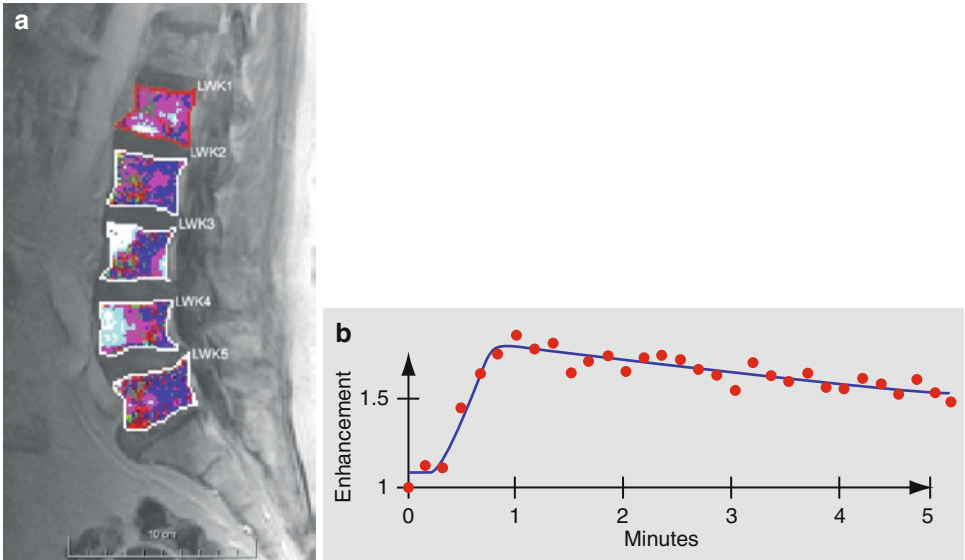 a
LWK1
LWK2
LWK3
LWK4
LWK5
10 cm
b
Enhancement
1.5
1
0 1 2 3 4 5
Minutes